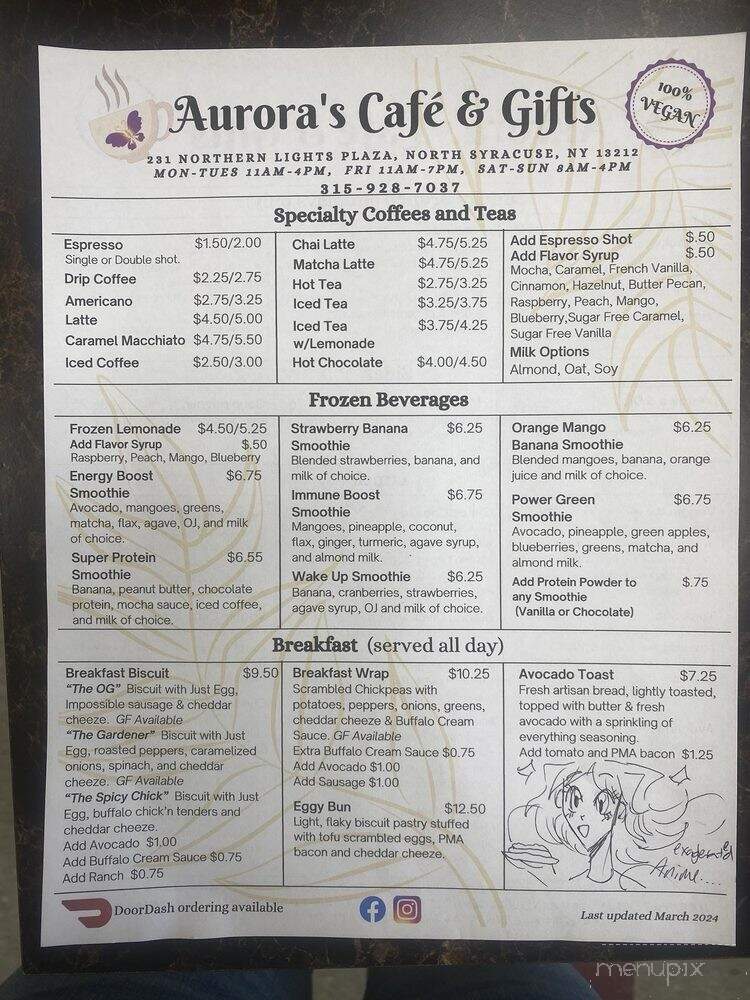 Aurora's Café & Gifts
100%
VEGAN
231 NORTHERN LIGHTS PLAZA, NORTH SYRACUSE, NY 13212
MON-TUES 11AM-4PM, FRI 11AM-7PM, SAT-SUN 8AM-4PM
315-928-7037
Specialty Coffees and Teas
Espresso $1.50/2.00
Single or Double shot.
Drip Coffee $2.25/2.75
Americano $2.75/3.25
Latte $4.50/5.00
Caramel Macchiato $4.75/5.50
Iced Coffee $2.50/3.00
Chai Latte $4.75/5.25
Matcha Latte $4.75/5.25
Hot Tea $2.75/3.25
Iced Tea $3.25/3.75
Iced Tea $3.75/4.25
w/Lemonade
Hot Chocolate $4.00/4.50
Add Espresso Shot $.50
Add Flavor Syrup $.50
Mocha, Caramel, French Vanilla,
Cinnamon, Hazelnut, Butter Pecan,
Raspberry, Peach, Mango,
Blueberry,Sugar Free Caramel,
Sugar Free Vanilla
Milk Options
Almond, Oat, Soy
Frozen Beverages
Frozen Lemonade $4.50/5.25
Add Flavor Syrup $.50
Raspberry, Peach, Mango, Blueberry
Energy Boost $6.75
Smoothie
Avocado, mangoes, greens,
matcha, flax, agave, OJ, and milk
of choice.
Super Protein $6.55
Smoothie
Banana, peanut butter, chocolate
protein, mocha sauce, iced coffee,
and milk of choice.
Strawberry Banana $6.25
Smoothie
Blended strawberries, banana, and
milk of choice.
Immune Boost $6.75
Smoothie
Mangoes, pineapple, coconut,
flax, ginger, turmeric, agave syrup,
and almond milk.
Wake Up Smoothie $6.25
Banana, cranberries, strawberries,
agave syrup, OJ and milk of choice.
Orange Mango $6.25
Banana Smoothie
Blended mangoes, banana, orange
juice and milk of choice.
Power Green $6.75
Smoothie
Avocado, pineapple, green apples,
blueberries, greens, matcha, and
almond milk.
Add Protein Powder to $.75
any Smoothie
(Vanilla or Chocolate)
Breakfast (served all day)
Breakfast Biscuit $9.50
"The OG" Biscuit with Just Egg,
Impossible sausage & cheddar
cheeze. GF Available
"The Gardener" Biscuit with Just
Egg, roasted peppers, caramelized
onions, spinach, and cheddar
cheeze. GF Available
"The Spicy Chick" Biscuit with Just
Egg, buffalo chick'n tenders and
cheddar cheeze.
Add Avocado $1.00
Add Buffalo Cream Sauce $0.75
Add Ranch $0.75
Breakfast Wrap $10.25
Scrambled Chickpeas with
potatoes, peppers, onions, greens,
cheddar cheeze & Buffalo Cream
Sauce. GF Available
Extra Buffalo Cream Sauce $0.75
Add Avocado $1.00
Add Sausage $1.00
Eggy Bun $12.50
Light, flaky biscuit pastry stuffed
with tofu scrambled eggs, PMA
bacon and cheddar cheeze.
Avocado Toast $7.25
Fresh artisan bread, lightly toasted,
topped with butter & fresh
avocado with a sprinkling of
everything seasoning.
Add tomato and PMA bacon $1.25
Anime....
DoorDash ordering available
Last updated March 2024
menupix